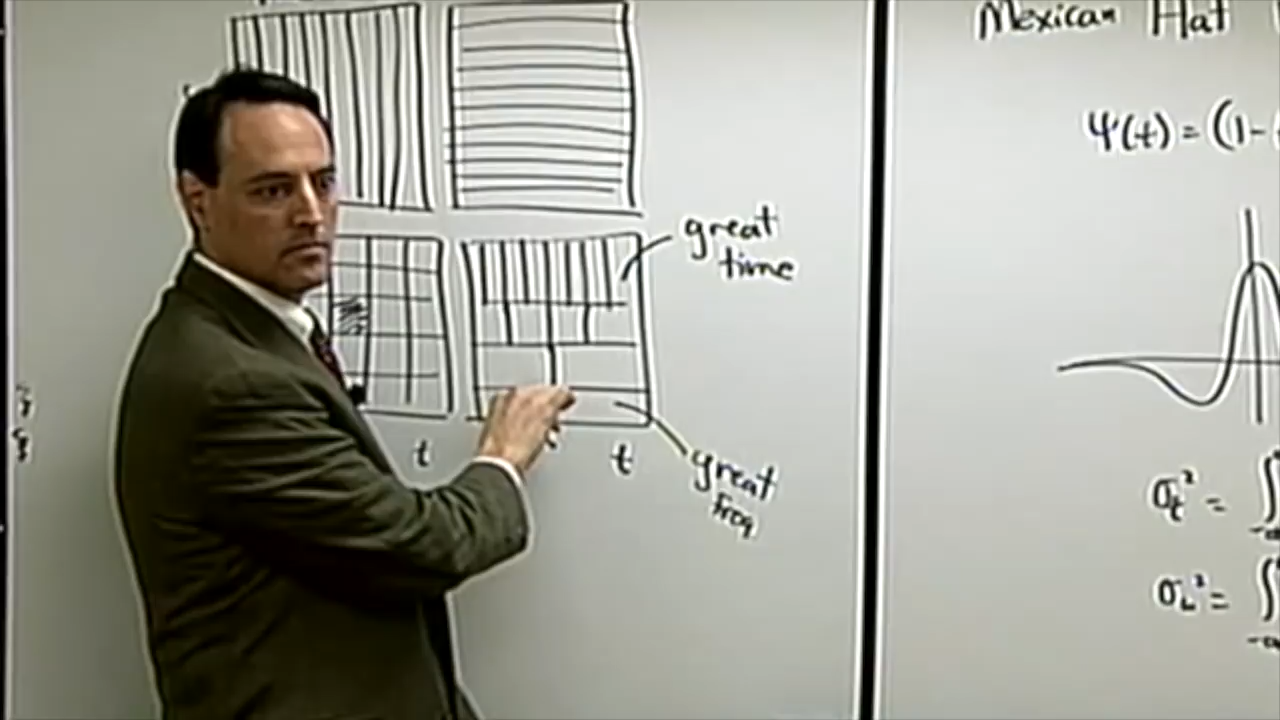 great
time
t
t
great
freq
Mexican Hat
Ψ(t) = (1-
σt² = ∫
σω² = ∫